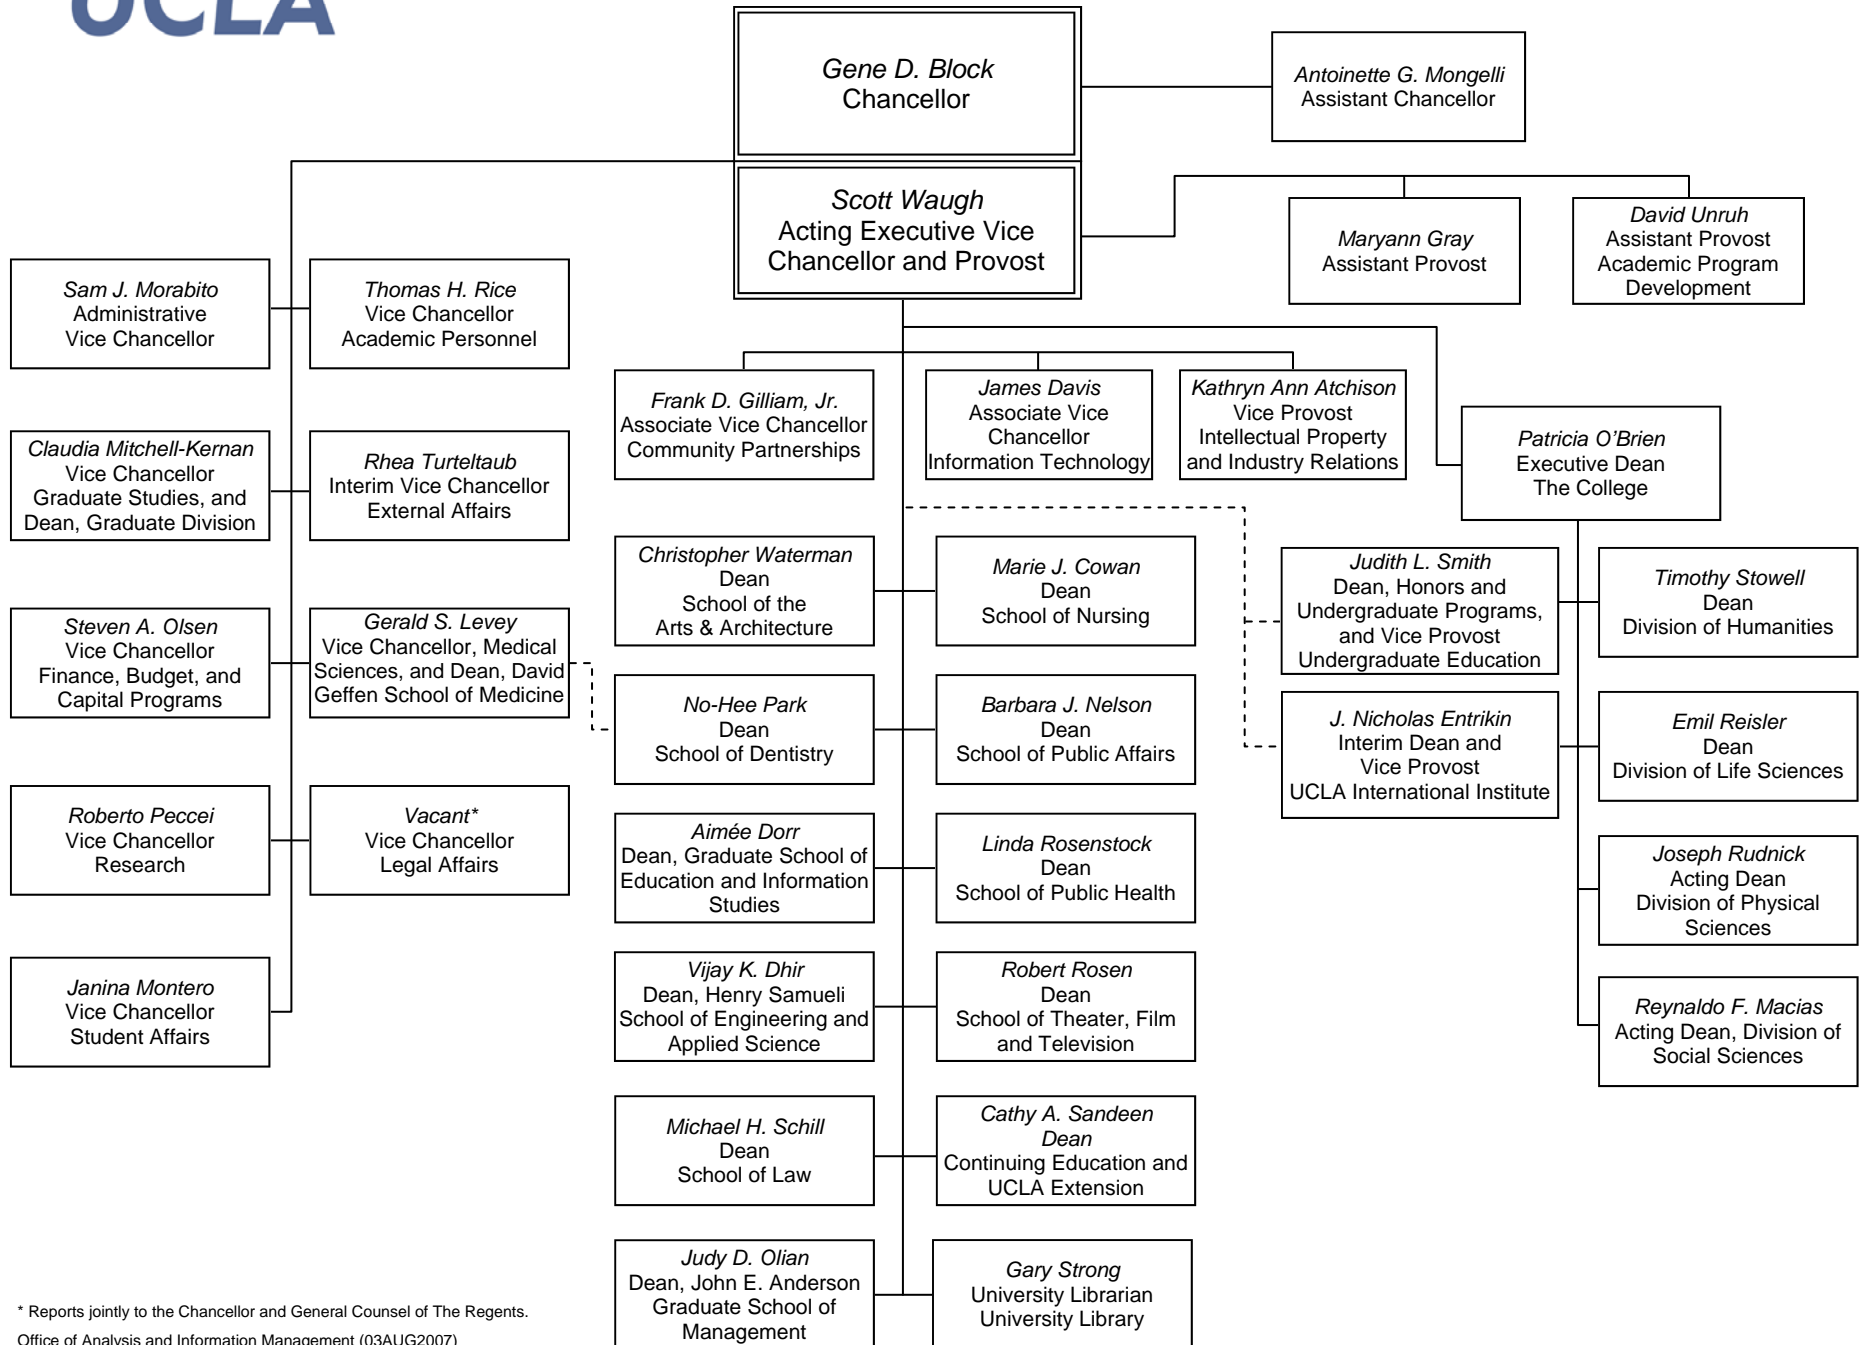 UCLA
Gene D. Block
Chancellor
Antoinette G. Mongelli
Assistant Chancellor
Scott Waugh
Acting Executive Vice
Chancellor and Provost
Maryann Gray
Assistant Provost
David Unruh
Assistant Provost
Academic Program
Development
Sam J. Morabito
Administrative
Vice Chancellor
Thomas H. Rice
Vice Chancellor
Academic Personnel
Claudia Mitchell-Kernan
Vice Chancellor
Graduate Studies, and
Dean, Graduate Division
Rhea Turteltaub
Interim Vice Chancellor
External Affairs
Steven A. Olsen
Vice Chancellor
Finance, Budget, and
Capital Programs
Gerald S. Levey
Vice Chancellor, Medical
Sciences, and Dean, David
Geffen School of Medicine
Roberto Peccei
Vice Chancellor
Research
Vacant*
Vice Chancellor
Legal Affairs
Janina Montero
Vice Chancellor
Student Affairs
Frank D. Gilliam, Jr.
Associate Vice Chancellor
Community Partnerships
James Davis
Associate Vice
Chancellor
Information Technology
Kathryn Ann Atchison
Vice Provost
Intellectual Property
and Industry Relations
Patricia O’Brien
Executive Dean
The College
Christopher Waterman
Dean
School of the
Arts & Architecture
Marie J. Cowan
Dean
School of Nursing
No-Hee Park
Dean
School of Dentistry
Barbara J. Nelson
Dean
School of Public Affairs
Aimée Dorr
Dean, Graduate School of
Education and Information
Studies
Linda Rosenstock
Dean
School of Public Health
Vijay K. Dhir
Dean, Henry Samueli
School of Engineering and
Applied Science
Robert Rosen
Dean
School of Theater, Film
and Television
Michael H. Schill
Dean
School of Law
Cathy A. Sandeen
Dean
Continuing Education and
UCLA Extension
Judy D. Olian
Dean, John E. Anderson
Graduate School of
Management
Gary Strong
University Librarian
University Library
Judith L. Smith
Dean, Honors and
Undergraduate Programs,
and Vice Provost
Undergraduate Education
Timothy Stowell
Dean
Division of Humanities
J. Nicholas Entrikin
Interim Dean and
Vice Provost
UCLA International Institute
Emil Reisler
Dean
Division of Life Sciences
Joseph Rudnick
Acting Dean
Division of Physical
Sciences
Reynaldo F. Macias
Acting Dean, Division of
Social Sciences
* Reports jointly to the Chancellor and General Counsel of The Regents.
Office of Analysis and Information Management (03AUG2007)